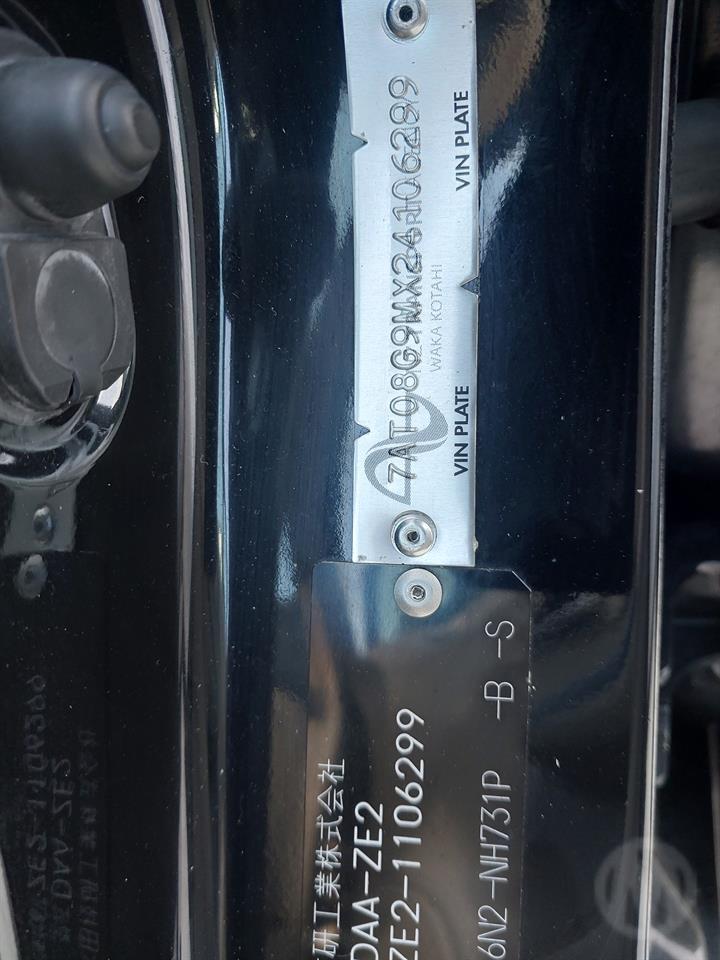 7AT08G9MX24106299
WAKA KOTAHI
VIN PLATE VIN PLATE
研工業株式会社
DAA-ZE2
ZE2-1106299
6N2 -NH731P -B -S